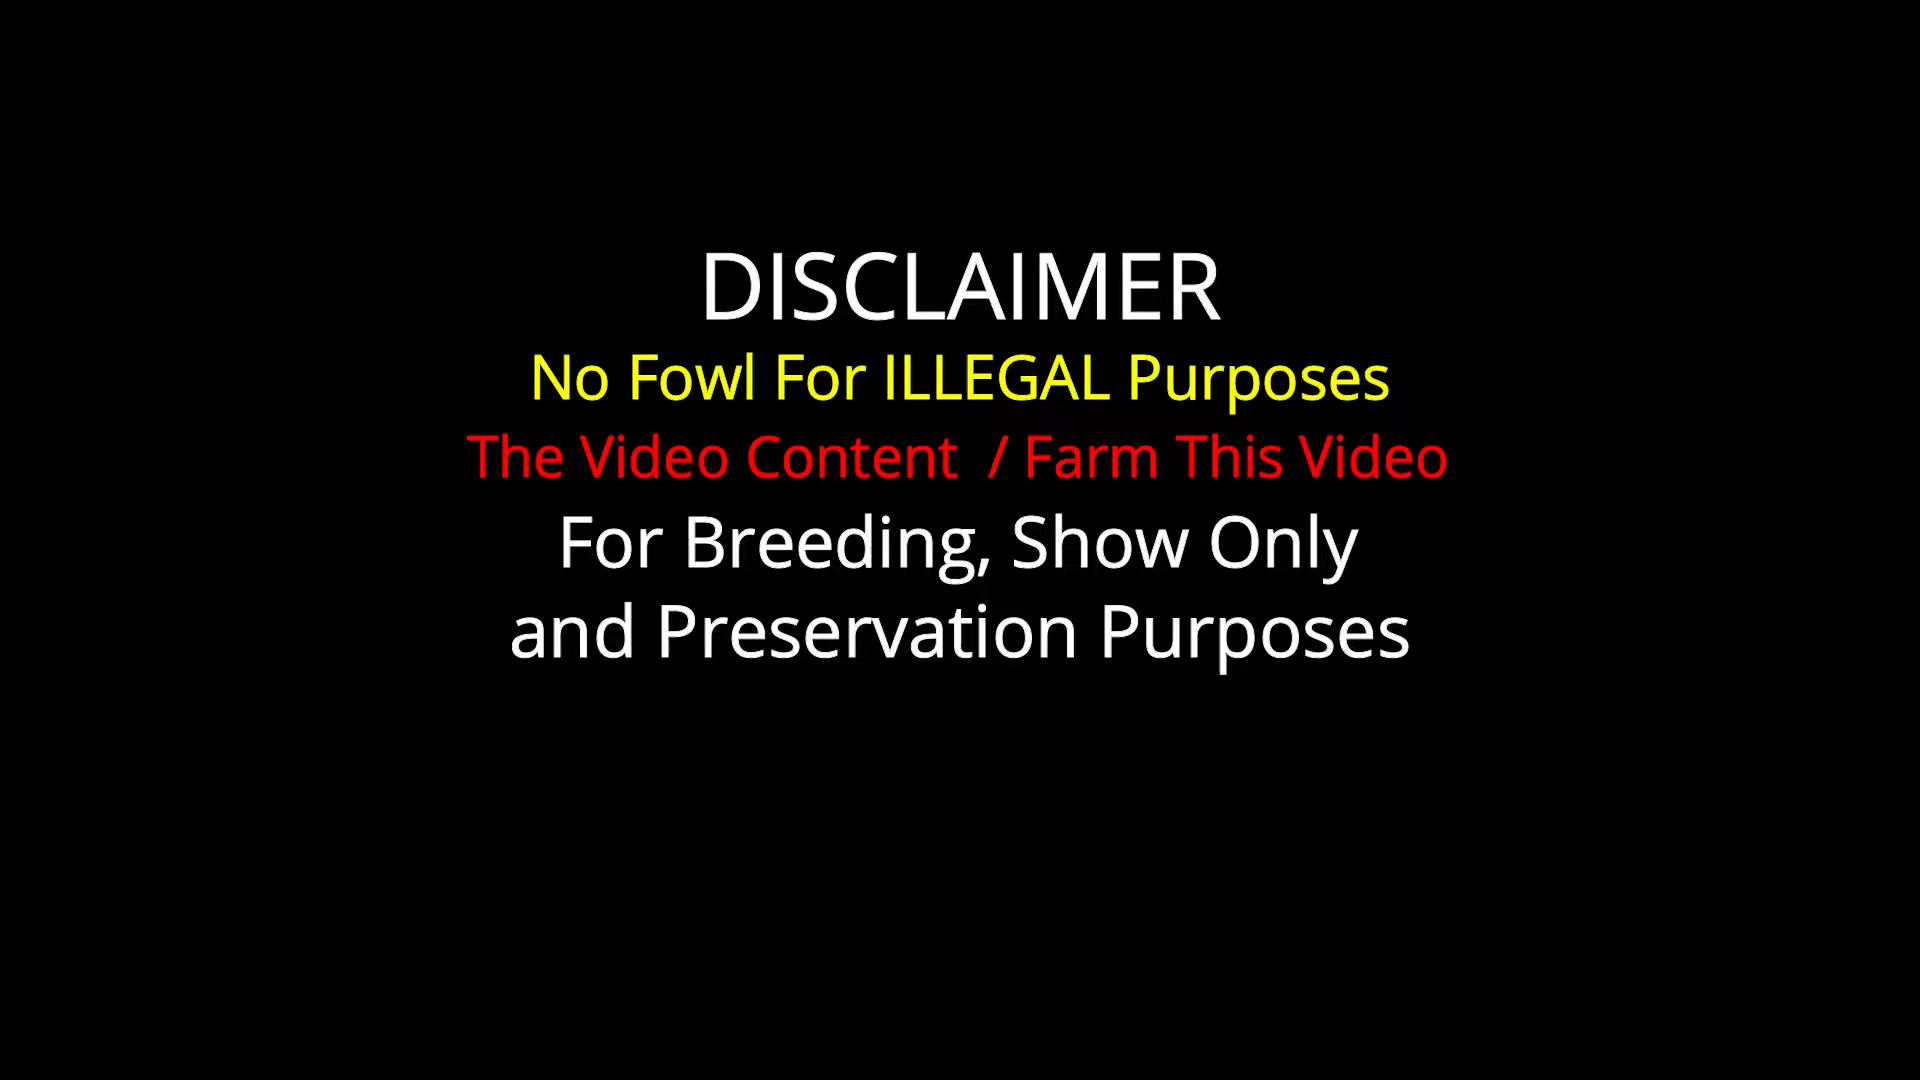 DISCLAIMER
No Fowl For ILLEGAL Purposes
The Video Content / Farm This Video
For Breeding, Show Only
and Preservation Purposes